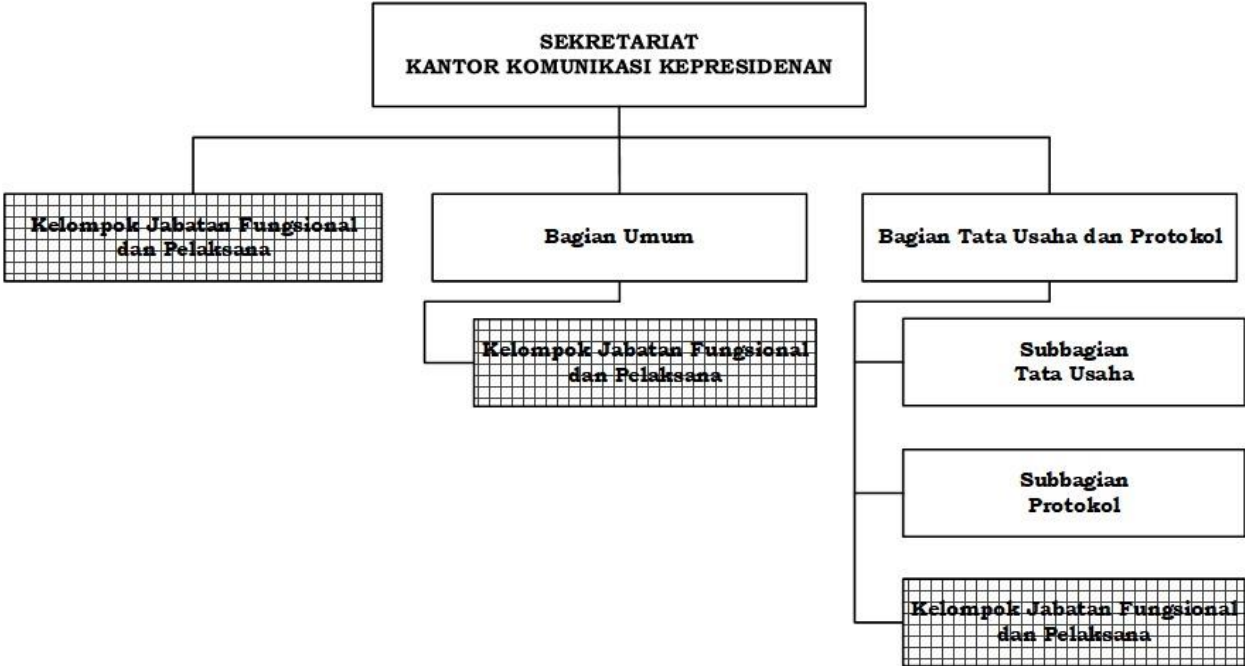 SEKRETARIAT
KANTOR KOMUNIKASI KEPRESIDENAN
Kelompok Jabatan Fungsional
dan Pelaksana
Bagian Umum
Bagian Tata Usaha dan Protokol
Kelompok Jabatan Fungsional
dan Pelaksana
Subbagian
Tata Usaha
Subbagian
Protokol
Kelompok Jabatan Fungsional
dan Pelaksana